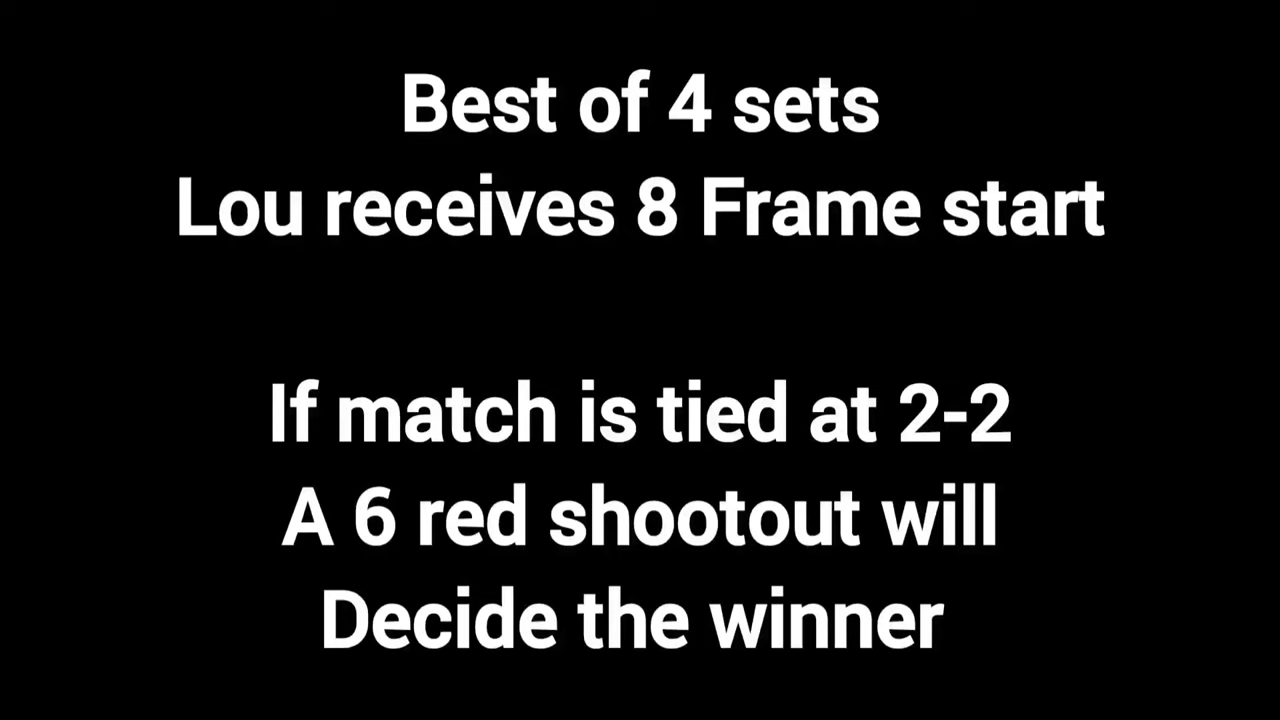 Best of 4 sets
Lou receives 8 Frame start
If match is tied at 2-2
A 6 red shootout will
Decide the winner